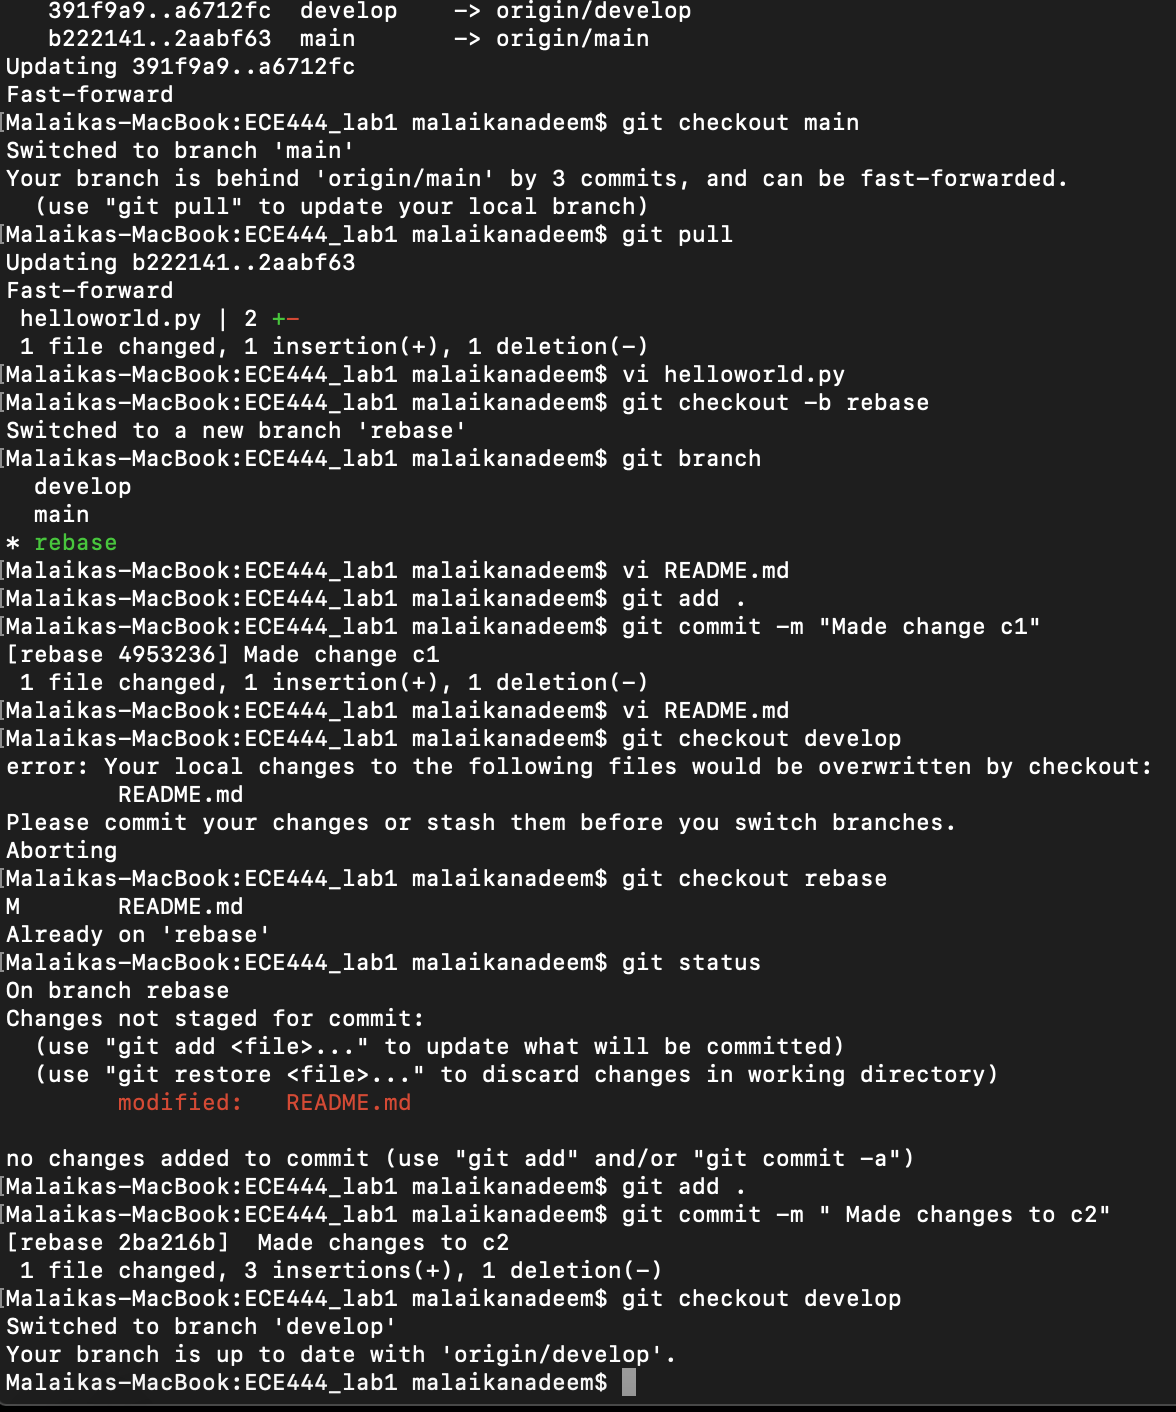 391f9a9..a6712fc  develop    -> origin/develop
b222141..2aabf63  main       -> origin/main
Updating 391f9a9..a6712fc
Fast-forward
[Malaikas-MacBook:ECE444_lab1 malaikanadeem$ git checkout main
Switched to branch 'main'
Your branch is behind 'origin/main' by 3 commits, and can be fast-forwarded.
  (use "git pull" to update your local branch)
[Malaikas-MacBook:ECE444_lab1 malaikanadeem$ git pull
Updating b222141..2aabf63
Fast-forward
 helloworld.py | 2 +-
 1 file changed, 1 insertion(+), 1 deletion(-)
[Malaikas-MacBook:ECE444_lab1 malaikanadeem$ vi helloworld.py
[Malaikas-MacBook:ECE444_lab1 malaikanadeem$ git checkout -b rebase
Switched to a new branch 'rebase'
[Malaikas-MacBook:ECE444_lab1 malaikanadeem$ git branch
  develop
  main
* rebase
[Malaikas-MacBook:ECE444_lab1 malaikanadeem$ vi README.md
[Malaikas-MacBook:ECE444_lab1 malaikanadeem$ git add .
[Malaikas-MacBook:ECE444_lab1 malaikanadeem$ git commit -m "Made change c1"
[rebase 4953236] Made change c1
 1 file changed, 1 insertion(+), 1 deletion(-)
[Malaikas-MacBook:ECE444_lab1 malaikanadeem$ vi README.md
[Malaikas-MacBook:ECE444_lab1 malaikanadeem$ git checkout develop
error: Your local changes to the following files would be overwritten by checkout:
        README.md
Please commit your changes or stash them before you switch branches.
Aborting
[Malaikas-MacBook:ECE444_lab1 malaikanadeem$ git checkout rebase
M       README.md
Already on 'rebase'
[Malaikas-MacBook:ECE444_lab1 malaikanadeem$ git status
On branch rebase
Changes not staged for commit:
  (use "git add <file>..." to update what will be committed)
  (use "git restore <file>..." to discard changes in working directory)
        modified:   README.md
no changes added to commit (use "git add" and/or "git commit -a")
[Malaikas-MacBook:ECE444_lab1 malaikanadeem$ git add .
[Malaikas-MacBook:ECE444_lab1 malaikanadeem$ git commit -m " Made changes to c2"
[rebase 2ba216b]  Made changes to c2
 1 file changed, 3 insertions(+), 1 deletion(-)
[Malaikas-MacBook:ECE444_lab1 malaikanadeem$ git checkout develop
Switched to branch 'develop'
Your branch is up to date with 'origin/develop'.
Malaikas-MacBook:ECE444_lab1 malaikanadeem$